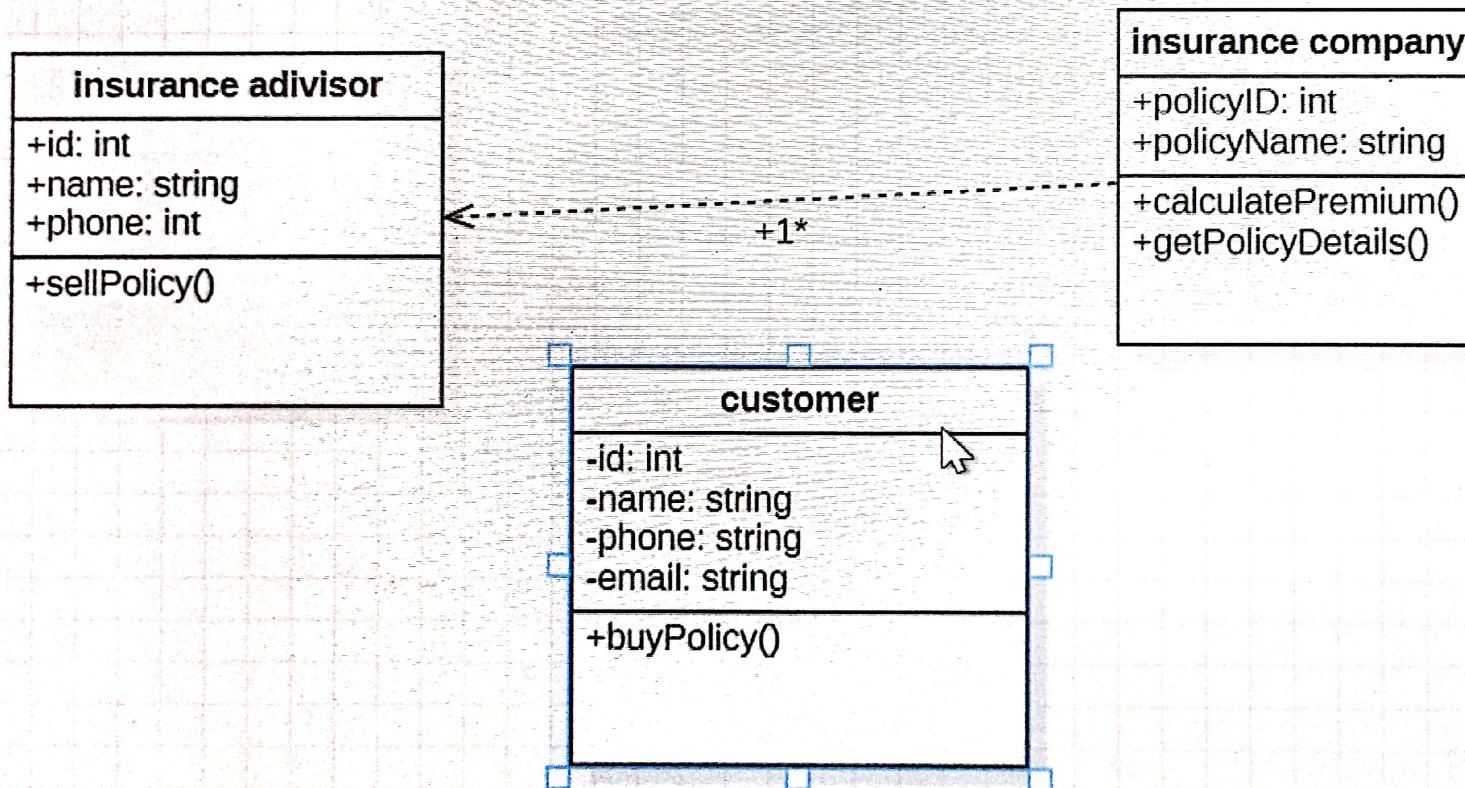 insurance adivisor
+id: int
+name: string
+phone: int
+sellPolicy()
insurance company
+policyID: int
+policyName: string
+calculatePremium()
+getPolicyDetails()
+1*
customer
-id: int
-name: string
-phone: string
-email: string
+buyPolicy()